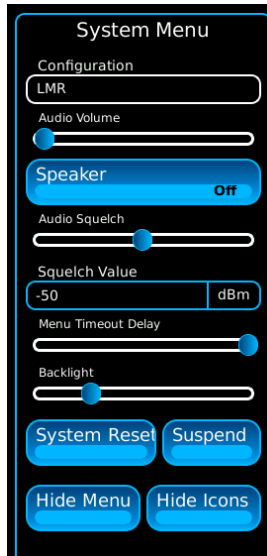 System Menu
Configuration
LMR
Audio Volume
Speaker
Off
Audio Squelch
Squelch Value
-50 dBm
Menu Timeout Delay
Backlight
System Reset Suspend
Hide Menu Hide Icons